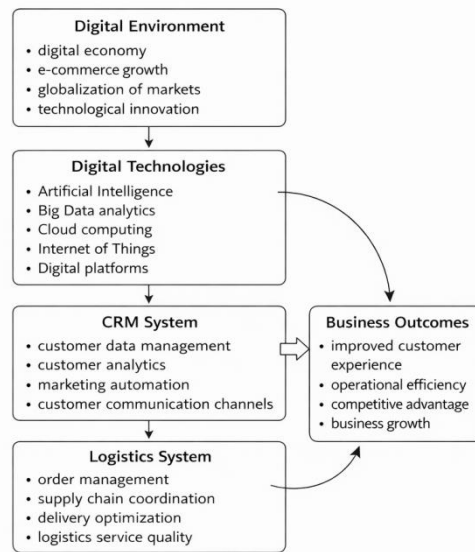 Digital Environment
• digital economy
• e-commerce growth
• globalization of markets
• technological innovation
Digital Technologies
• Artificial Intelligence
• Big Data analytics
• Cloud computing
• Internet of Things
• Digital platforms
CRM System
• customer data management
• customer analytics
• marketing automation
• customer communication channels
Business Outcomes
• improved customer
experience
• operational efficiency
• competitive advantage
• business growth
Logistics System
• order management
• supply chain coordination
• delivery optimization
• logistics service quality